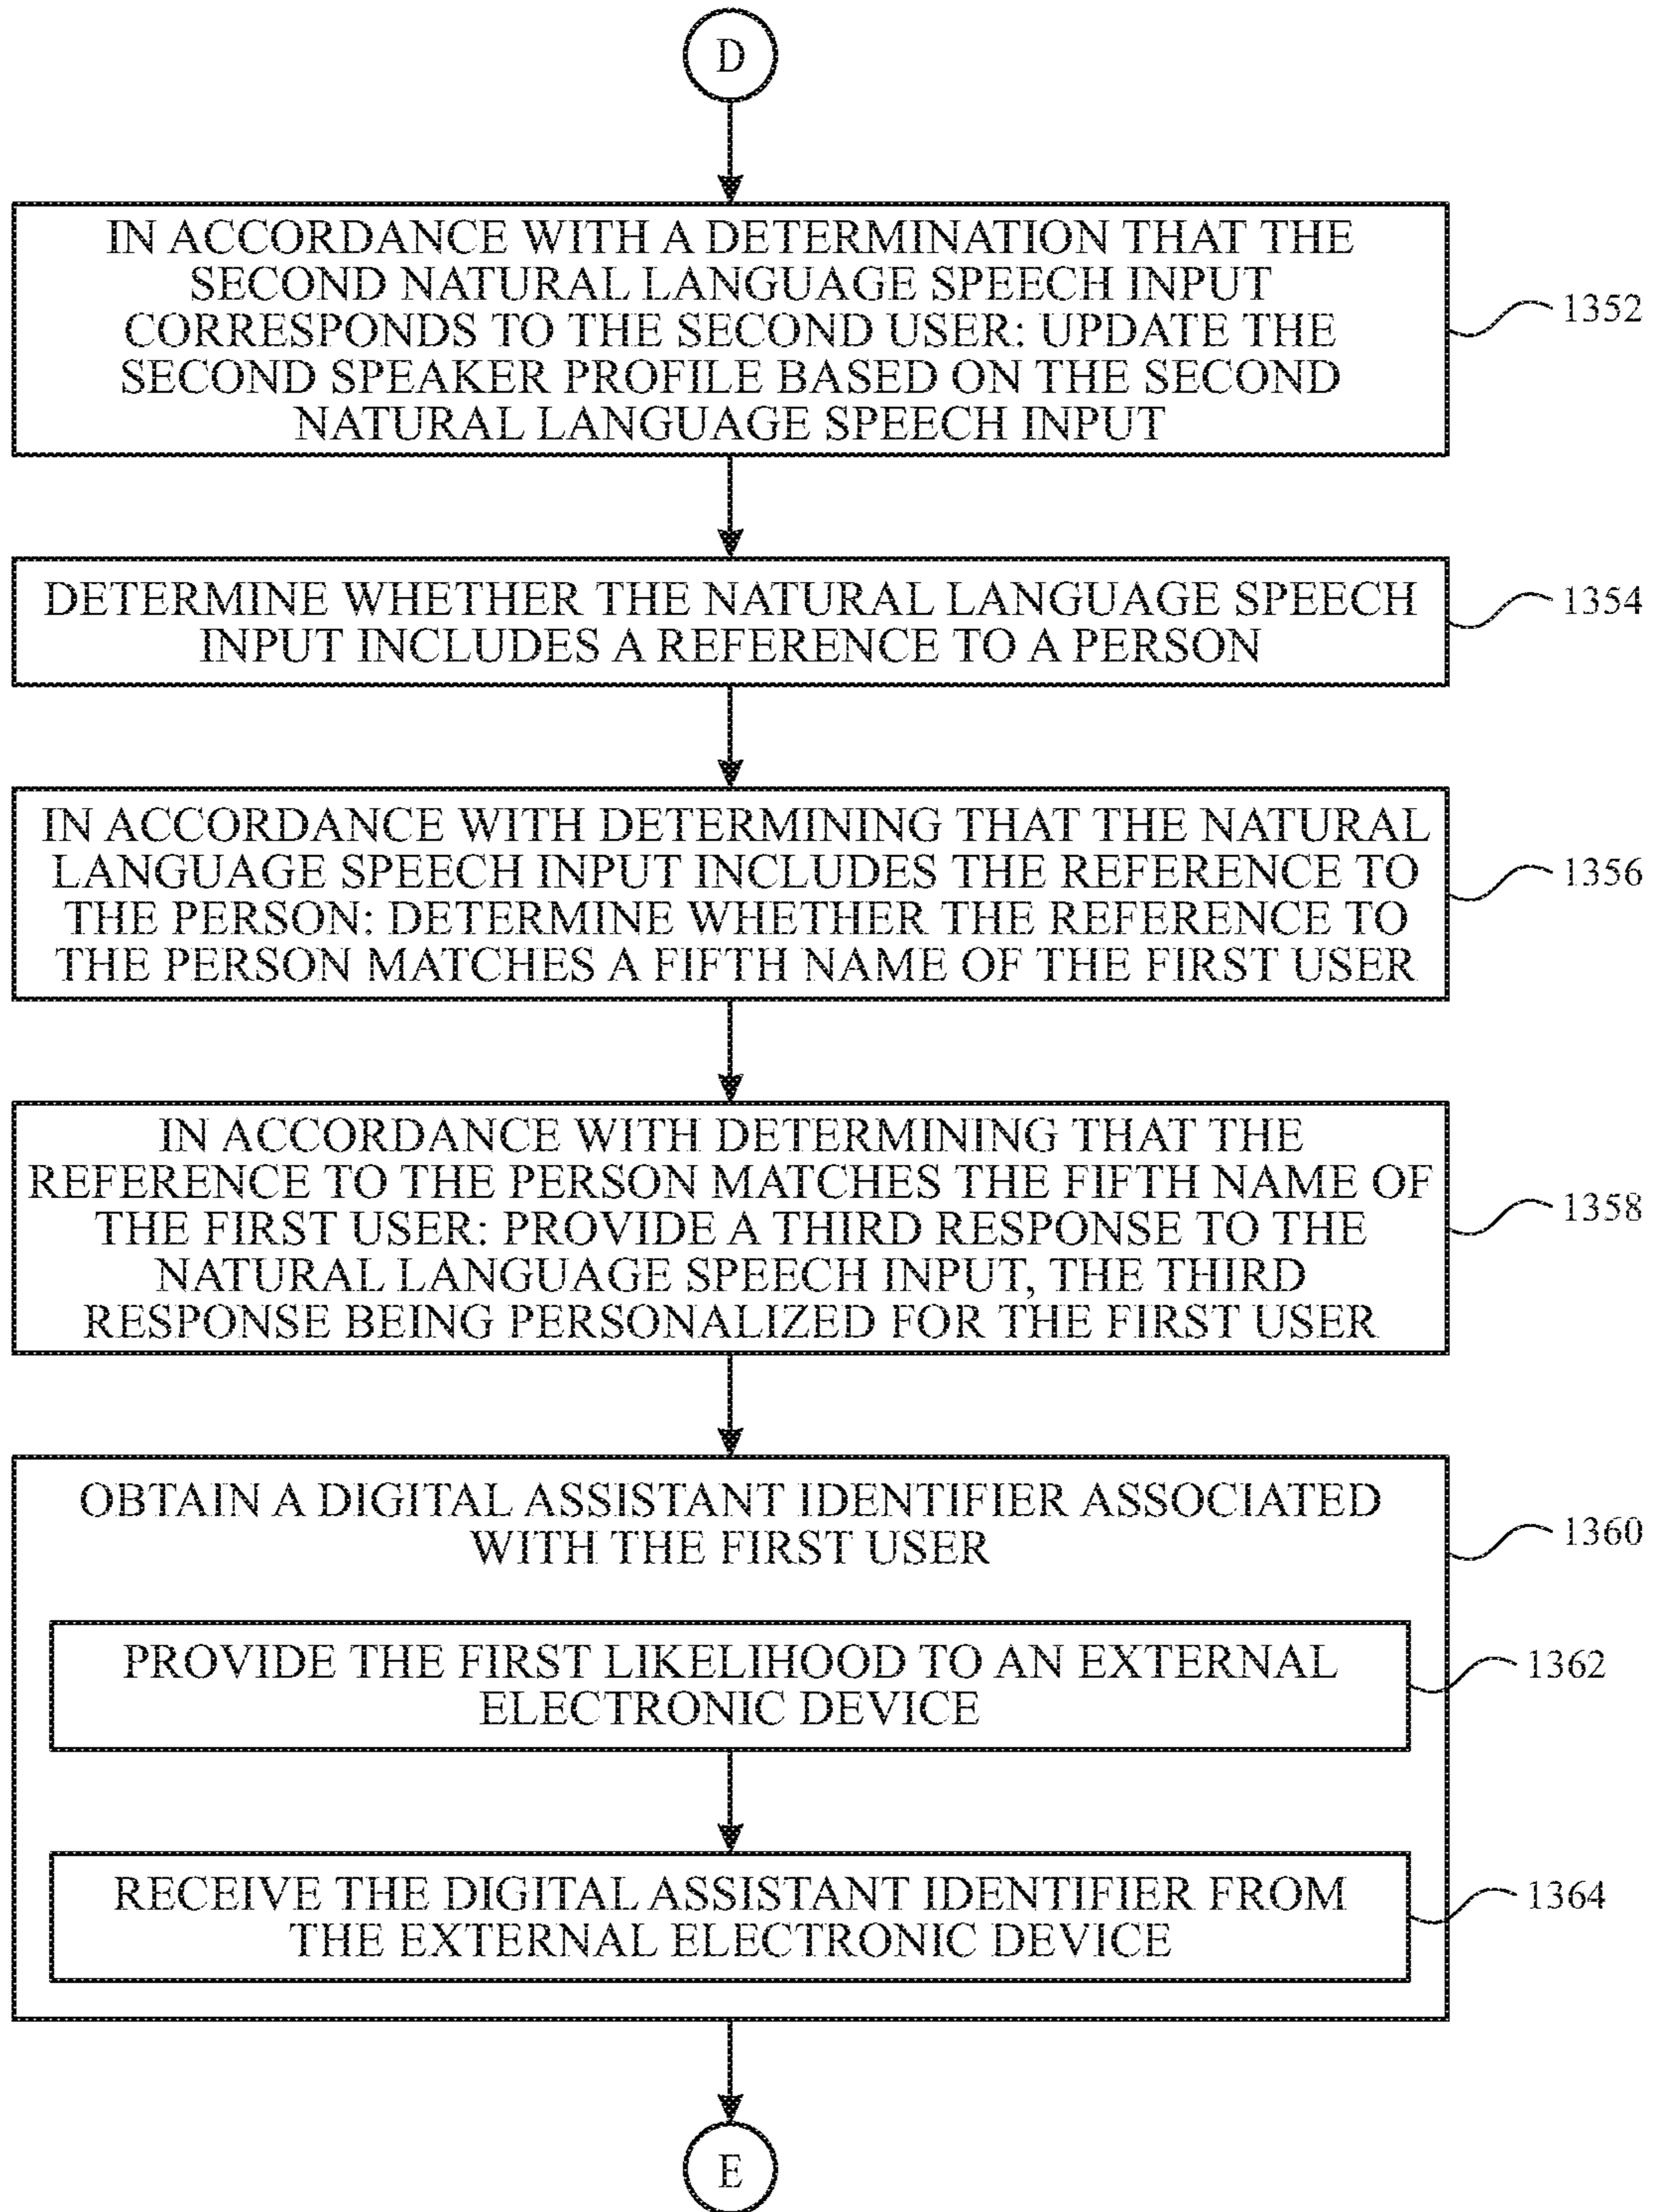 D
IN ACCORDANCE WITH A DETERMINATION THAT THE
SECOND NATURAL LANGUAGE SPEECH INPUT
CORRESPONDS TO THE SECOND USER: UPDATE THE
SECOND SPEAKER PROFILE BASED ON THE SECOND
NATURAL LANGUAGE SPEECH INPUT
1352
DETERMINE WHETHER THE NATURAL LANGUAGE SPEECH
INPUT INCLUDES A REFERENCE TO A PERSON
1354
IN ACCORDANCE WITH DETERMINING THAT THE NATURAL
LANGUAGE SPEECH INPUT INCLUDES THE REFERENCE TO
THE PERSON: DETERMINE WHETHER THE REFERENCE TO
THE PERSON MATCHES A FIFTH NAME OF THE FIRST USER
1356
IN ACCORDANCE WITH DETERMINING THAT THE
REFERENCE TO THE PERSON MATCHES THE FIFTH NAME OF
THE FIRST USER: PROVIDE A THIRD RESPONSE TO THE
NATURAL LANGUAGE SPEECH INPUT, THE THIRD
RESPONSE BEING PERSONALIZED FOR THE FIRST USER
1358
OBTAIN A DIGITAL ASSISTANT IDENTIFIER ASSOCIATED
WITH THE FIRST USER
1360
PROVIDE THE FIRST LIKELIHOOD TO AN EXTERNAL
ELECTRONIC DEVICE
1362
RECEIVE THE DIGITAL ASSISTANT IDENTIFIER FROM
THE EXTERNAL ELECTRONIC DEVICE
1364
E